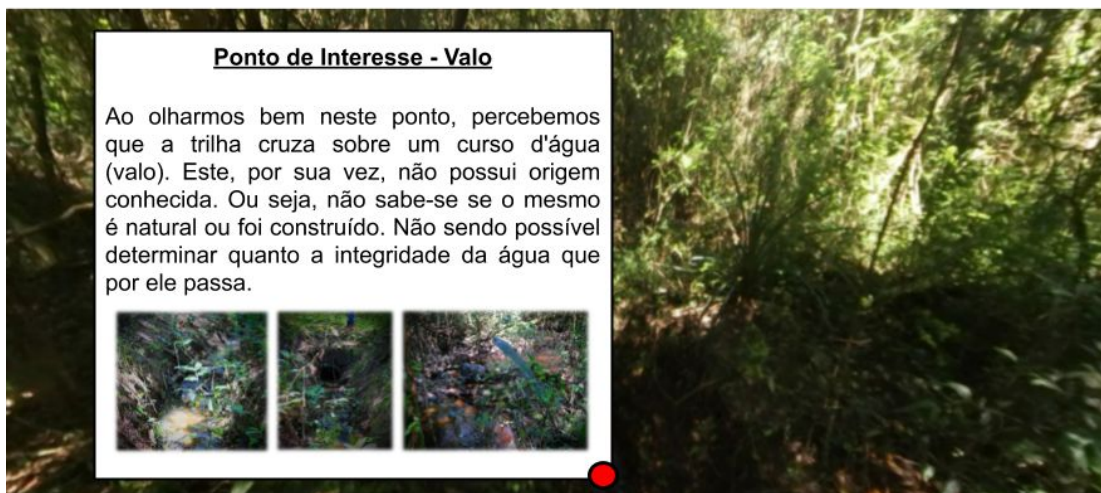 Ponto de Interesse - Valo
Ao olharmos bem neste ponto, percebemos
que a trilha cruza sobre um curso d'água
(valo). Este, por sua vez, não possui origem
conhecida. Ou seja, não sabe-se se o mesmo
é natural ou foi construído. Não sendo possível
determinar quanto a integridade da água que
por ele passa.